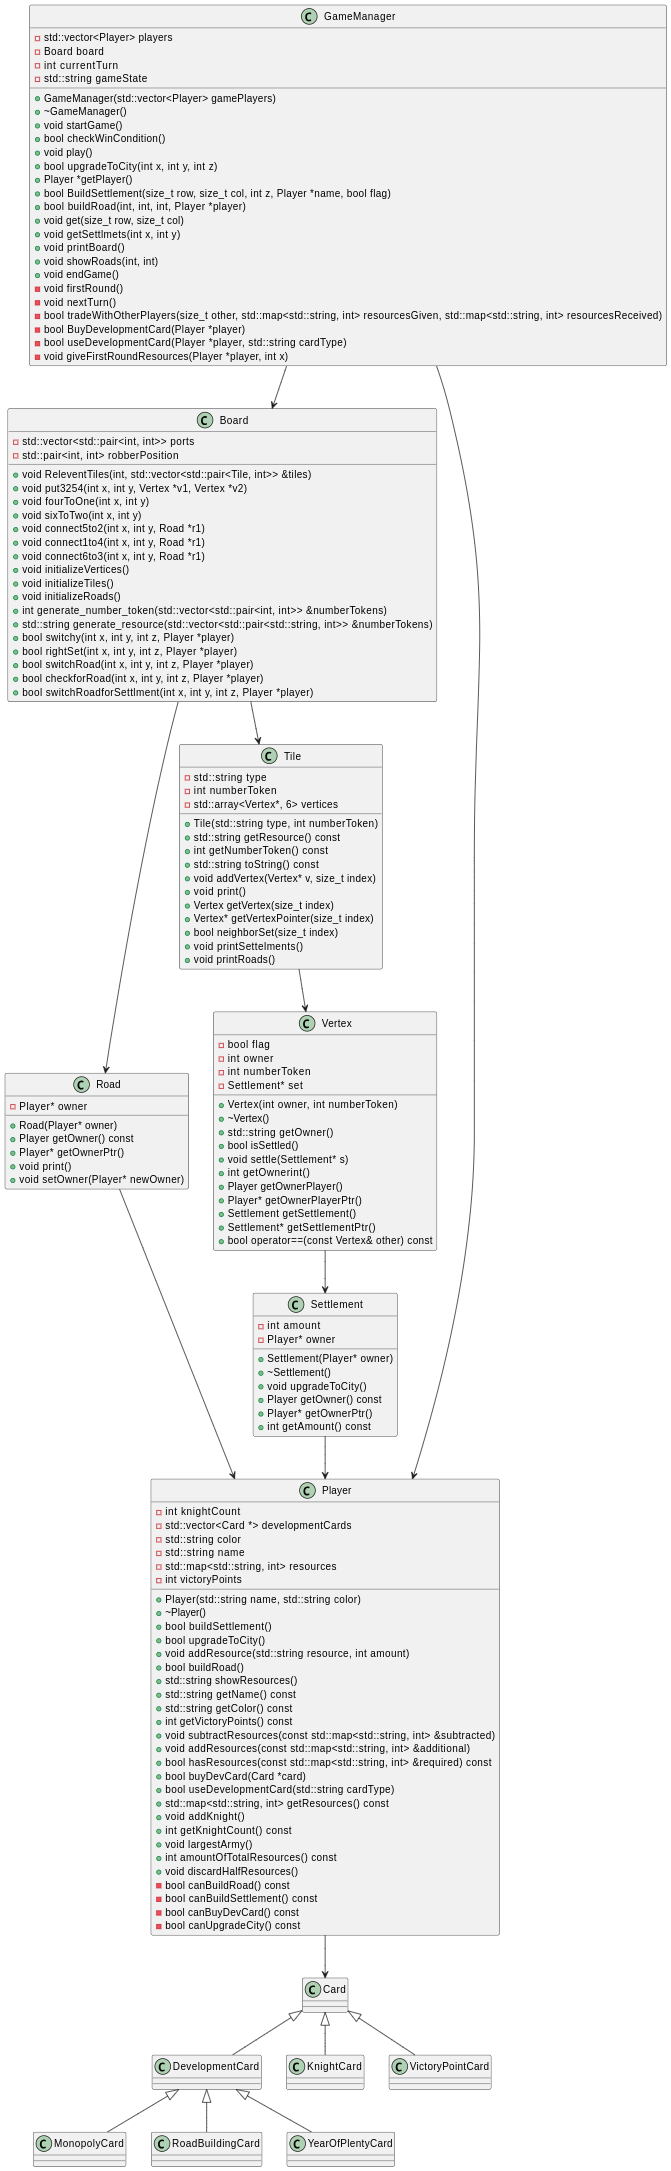 C GameManager
std::vector<Player> players
Board board
int currentTurn
std::string gameState
GameManager(std::vector<Player> gamePlayers)
~GameManager()
void startGame()
bool checkWinCondition()
void play()
bool upgradeToCity(int x, int y, int z)
Player *getPlayer()
bool BuildSettlement(size_t row, size_t col, int z, Player *name, bool flag)
bool buildRoad(int, int, int, Player *player)
void get(size_t row, size_t col)
void getSettlmets(int x, int y)
void printBoard()
void showRoads(int, int)
void endGame()
void firstRound()
void nextTurn()
bool tradeWithOtherPlayers(size_t other, std::map<std::string, int> resourcesGiven, std::map<std::string, int> resourcesReceived)
bool BuyDevelopmentCard(Player *player)
bool useDevelopmentCard(Player *player, std::string cardType)
void giveFirstRoundResources(Player *player, int x)
C Board
std::vector<std::pair<int, int>> ports
std::pair<int, int> robberPosition
void ReleventTiles(int, std::vector<std::pair<Tile, int>> &tiles)
void put3254(int x, int y, Vertex *v1, Vertex *v2)
void fourToOne(int x, int y)
void sixToTwo(int x, int y)
void connect5to2(int x, int y, Road *r1)
void connect1to4(int x, int y, Road *r1)
void connect6to3(int x, int y, Road *r1)
void initializeVertices()
void initializeTiles()
void initializeRoads()
int generate_number_token(std::vector<std::pair<int, int>> &numberTokens)
std::string generate_resource(std::vector<std::pair<std::string, int>> &numberTokens)
bool switchy(int x, int y, int z, Player *player)
bool rightSet(int x, int y, int z, Player *player)
bool switchRoad(int x, int y, int z, Player *player)
bool checkforRoad(int x, int y, int z, Player *player)
bool switchRoadforSettlment(int x, int y, int z, Player *player)
C Tile
std::string type
int numberToken
std::array<Vertex*, 6> vertices
Tile(std::string type, int numberToken)
std::string getResource() const
int getNumberToken() const
std::string toString() const
void addVertex(Vertex* v, size_t index)
void print()
Vertex getVertex(size_t index)
Vertex* getVertexPointer(size_t index)
bool neighborSet(size_t index)
void printSettelments()
void printRoads()
C Vertex
bool flag
int owner
int numberToken
Settlement* set
Vertex(int owner, int numberToken)
~Vertex()
std::string getOwner()
bool isSettled()
void settle(Settlement* s)
int getOwnerint()
Player getOwnerPlayer()
Player* getOwnerPlayerPtr()
Settlement getSettlement()
Settlement* getSettlementPtr()
bool operator==(const Vertex& other) const
C Road
Player* owner
Road(Player* owner)
Player getOwner() const
Player* getOwnerPtr()
void print()
void setOwner(Player* newOwner)
C Settlement
int amount
Player* owner
Settlement(Player* owner)
~Settlement()
void upgradeToCity()
Player getOwner() const
Player* getOwnerPtr()
int getAmount() const
C Player
int knightCount
std::vector<Card *> developmentCards
std::string color
std::string name
std::map<std::string, int> resources
int victoryPoints
Player(std::string name, std::string color)
~Player()
bool buildSettlement()
bool upgradeToCity()
void addResource(std::string resource, int amount)
bool buildRoad()
std::string showResources()
std::string getName() const
std::string getColor() const
int getVictoryPoints() const
void subtractResources(const std::map<std::string, int> &subtracted)
void addResources(const std::map<std::string, int> &additional)
bool hasResources(const std::map<std::string, int> &required) const
bool buyDevCard(Card *card)
bool useDevelopmentCard(std::string cardType)
std::map<std::string, int> getResources() const
void addKnight()
int getKnightCount() const
void largestArmy()
int amountOfTotalResources() const
void discardHalfResources()
bool canBuildRoad() const
bool canBuildSettlement() const
bool canBuyDevCard() const
bool canUpgradeCity() const
C Card
C DevelopmentCard
C KnightCard
C VictoryPointCard
C MonopolyCard
C RoadBuildingCard
C YearOfPlentyCard